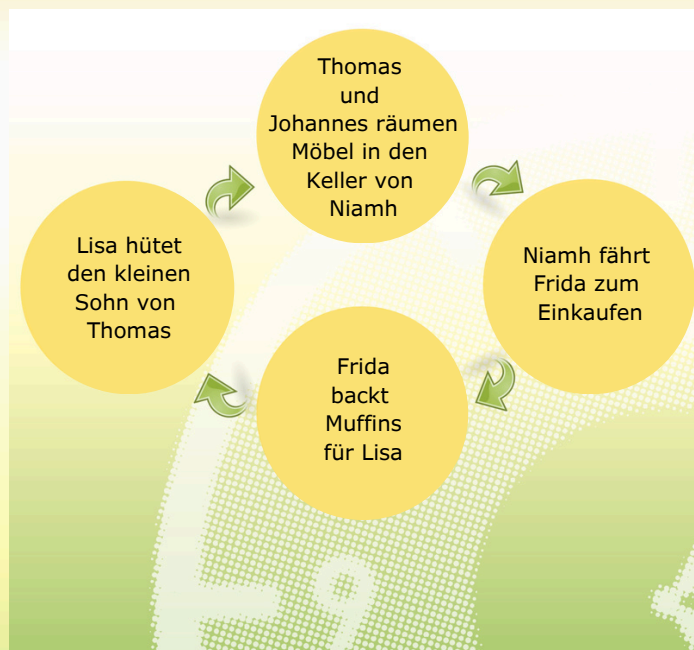 Thomas
und
Johannes räumen
Möbel in den
Keller von
Niamh
Niamh fährt
Frida zum
Einkaufen
Frida
backt
Muffins
für Lisa
Lisa hütet
den kleinen
Sohn von
Thomas